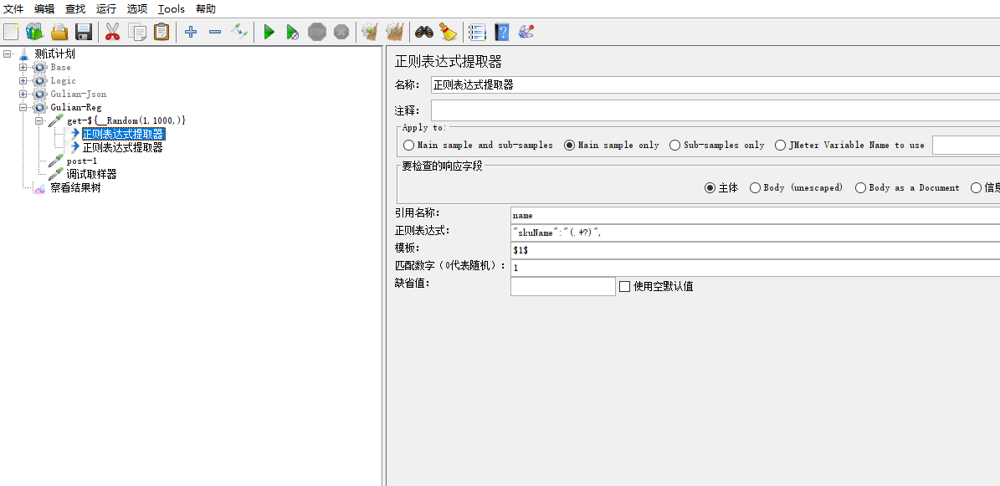 文件 编辑 查找 运行 选项 Tools 帮助
STOP STOP
测试计划
Base
Logic
Gulian-Json
Gulian-Reg
get-${__Random(1,1000,)}
正则表达式提取器
正则表达式提取器
post-1
调试取样器
察看结果树
正则表达式提取器
名称： 正则表达式提取器
注释：
Apply to:
Main sample and sub-samples Main sample only Sub-samples only JMeter Variable Name to use
要检查的响应字段
主体 Body (unescaped) Body as a Document 信息
引用名称： name
正则表达式： "skuName":"(.+?)",
模板： $1$
匹配数字（0代表随机）： 1
缺省值： 使用空默认值